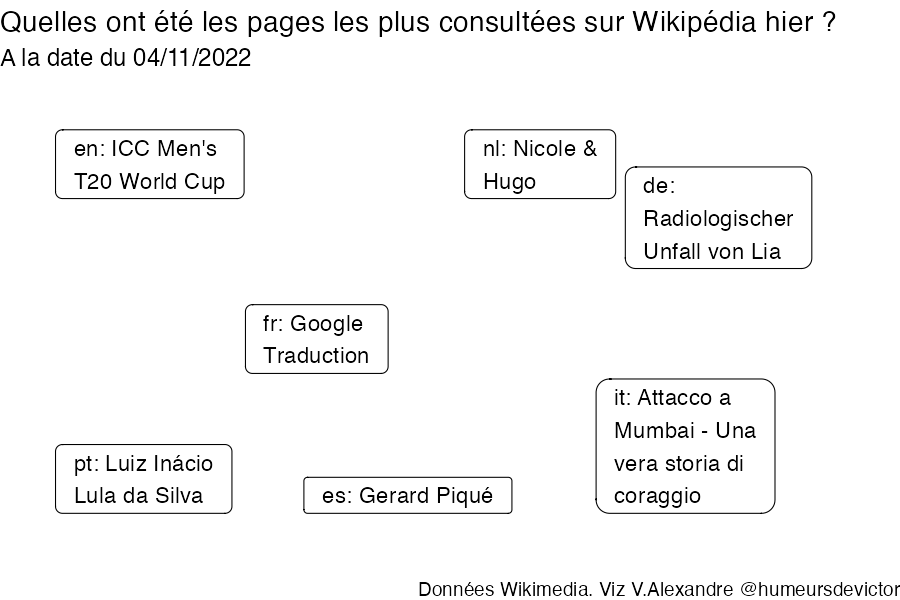 Quelles ont été les pages les plus consultées sur Wikipédia hier ?
A la date du 04/11/2022
en: ICC Men's
T20 World Cup
nl: Nicole &
Hugo
de:
Radiologischer
Unfall von Lia
fr: Google
Traduction
it: Attacco a
Mumbai - Una
vera storia di
coraggio
pt: Luiz Inácio
Lula da Silva
es: Gerard Piqué
Données Wikimedia. Viz V.Alexandre @humeursdevictor